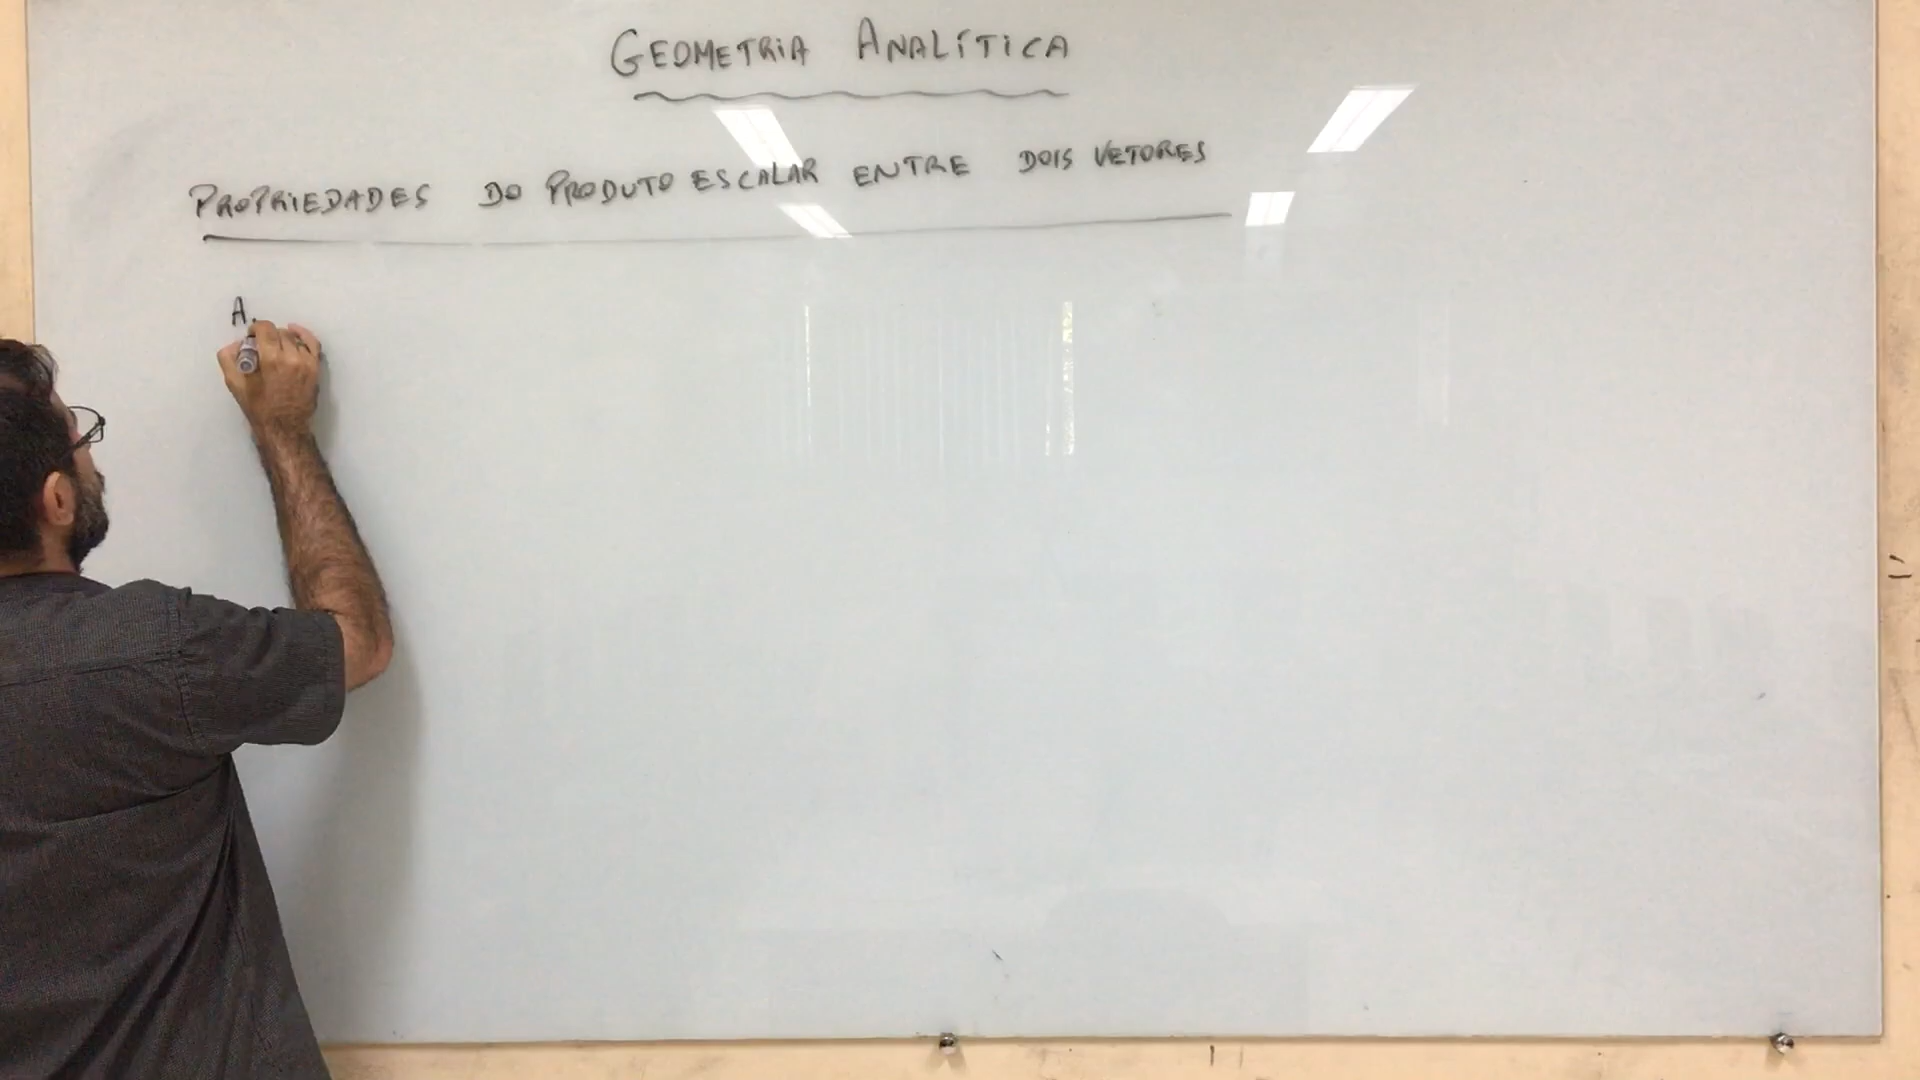 GEOMETRIA ANALÍTICA
PROPRIEDADES DO PRODUTO ESCALAR ENTRE DOIS VETORES
A.